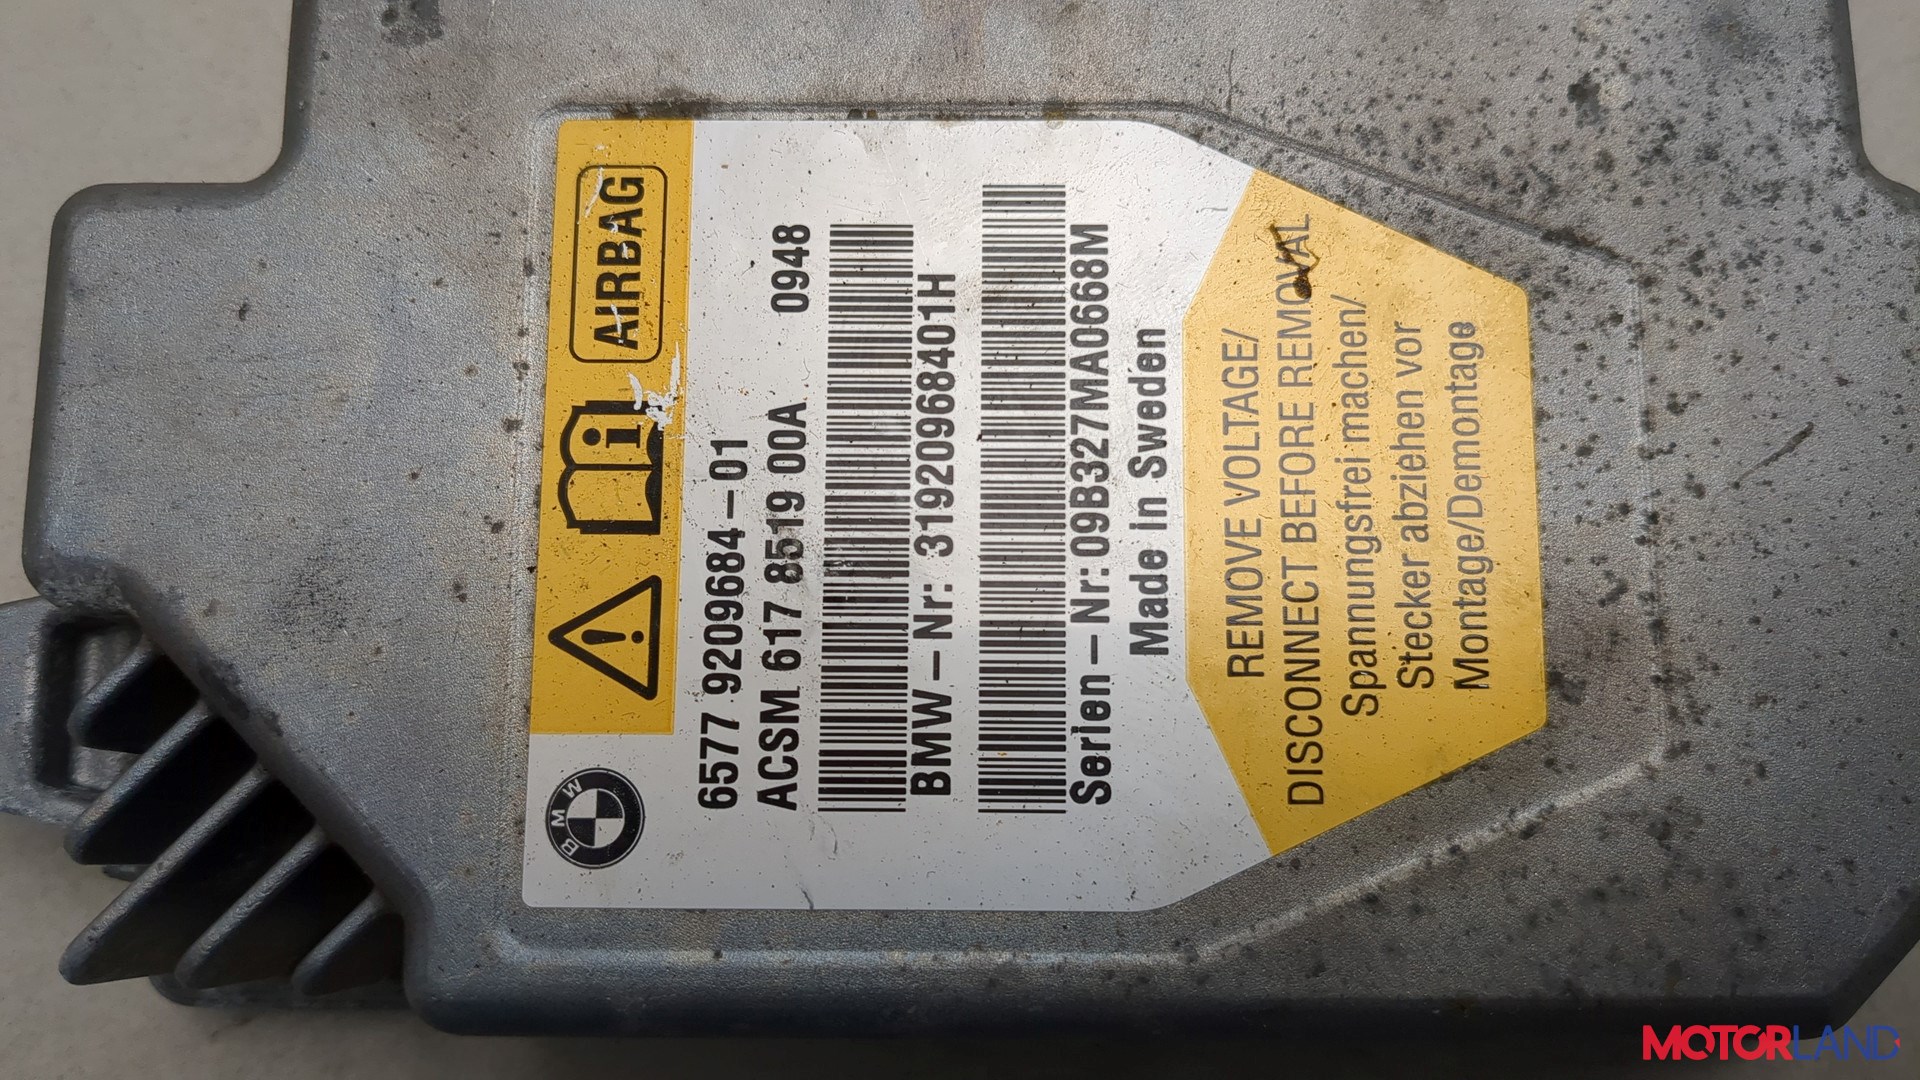 AIRBAG
BMW
6577 9209684-01
ACSM 617 8519 00A 0948
BMW-Nr: 31920968401H
Serien-Nr: 09B327MA0668M
Made In Sweden
REMOVE VOLTAGE/
DISCONNECT BEFORE REMOVAL
Spannungsfrei machen/
Stecker abziehen vor
Montage/Demontage
MOTORLAND